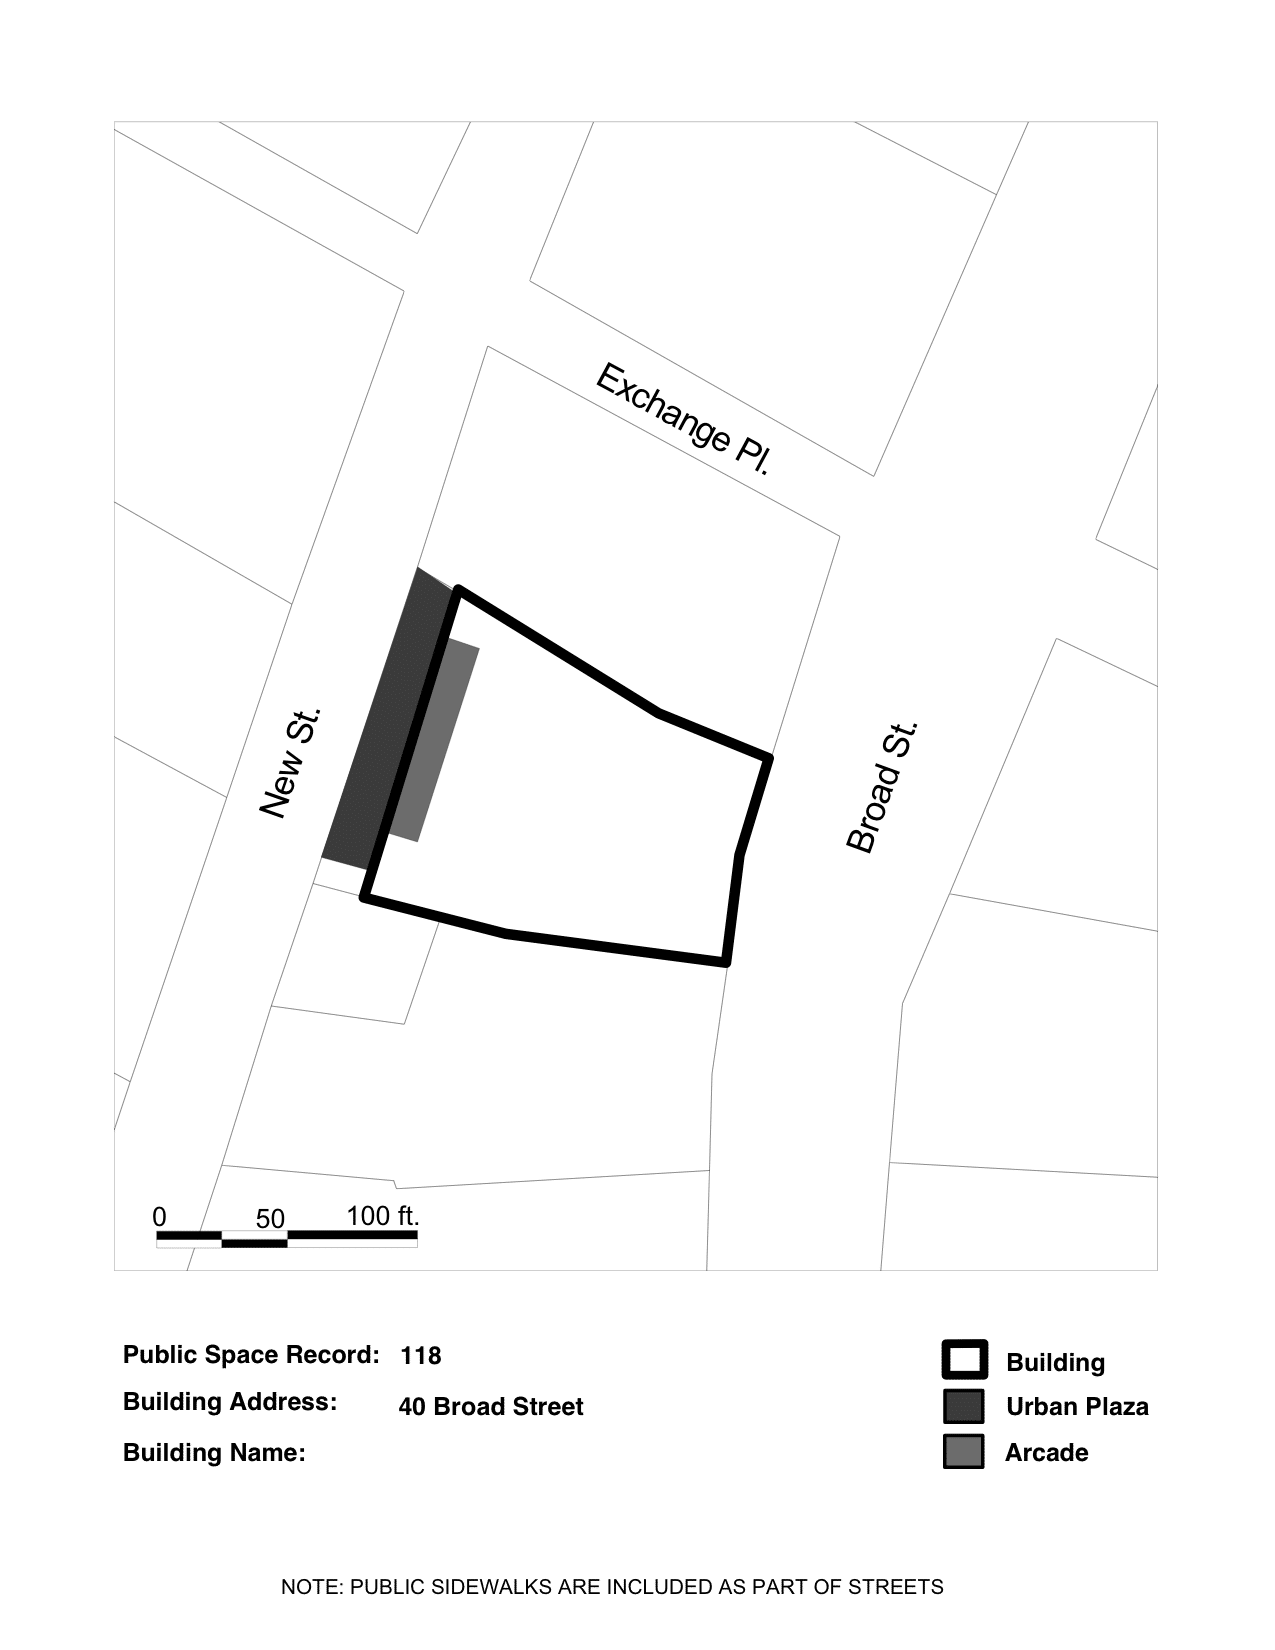 Exchange Pl.
New St.
Broad St.
0 50 100 ft.
Public Space Record: 118
Building Address: 40 Broad Street
Building Name:
Building
Urban Plaza
Arcade
NOTE: PUBLIC SIDEWALKS ARE INCLUDED AS PART OF STREETS